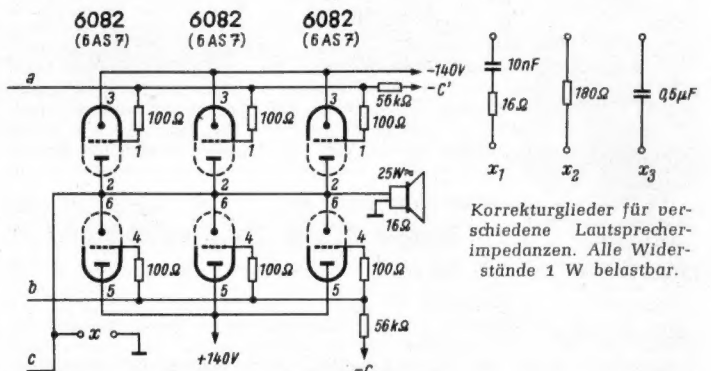 6082 6082 6082
(6AS7) (6AS7) (6AS7)
a
-140V
-C'
56kΩ
3 3 3
100Ω 100Ω 100Ω
1 1 1
2 2 2
25W≈
16Ω
6 6 6
4 4 4
100Ω 100Ω 100Ω
5 5 5
b
x
c
+140V
56kΩ
-C
10nF
16Ω
x1
180Ω
x2
0,5µF
x3
Korrekturglieder für ver-
schiedene Lautsprecher-
impedanzen. Alle Wider-
stände 1 W belastbar.